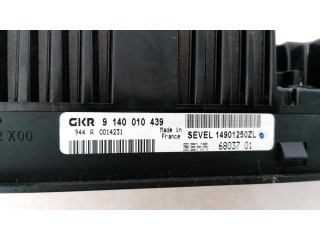 GKR 9 140 010 439
944 A 0014231
Made in
France
SEVEL 14901250ZL
68037 01
X00